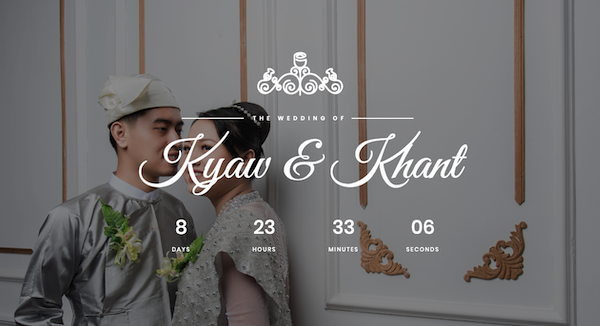 THE WEDDING OF
Kyaw & Khant
8 23 33 06
DAYS HOURS MINUTES SECONDS